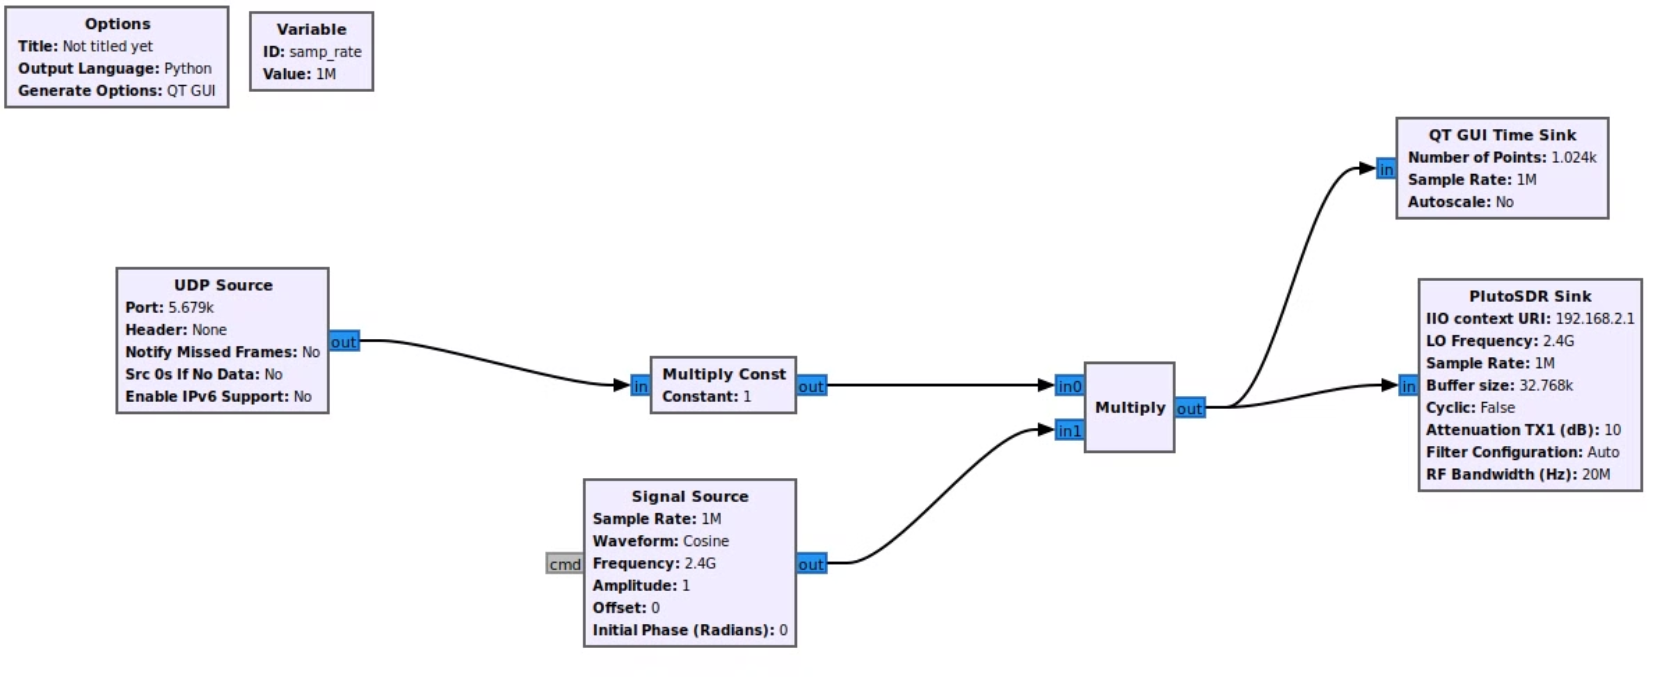 Options
Title: Not titled yet
Output Language: Python
Generate Options: QT GUI
Variable
ID: samp_rate
Value: 1M
QT GUI Time Sink
Number of Points: 1.024k
Sample Rate: 1M
Autoscale: No
in
UDP Source
Port: 5.679k
Header: None
Notify Missed Frames: No
Src 0s If No Data: No
Enable IPv6 Support: No
out
in
Multiply Const
Constant: 1
out
in0
in1
Multiply
out
in
PlutoSDR Sink
IIO context URI: 192.168.2.1
LO Frequency: 2.4G
Sample Rate: 1M
Buffer size: 32.768k
Cyclic: False
Attenuation TX1 (dB): 10
Filter Configuration: Auto
RF Bandwidth (Hz): 20M
cmd
Signal Source
Sample Rate: 1M
Waveform: Cosine
Frequency: 2.4G
Amplitude: 1
Offset: 0
Initial Phase (Radians): 0
out